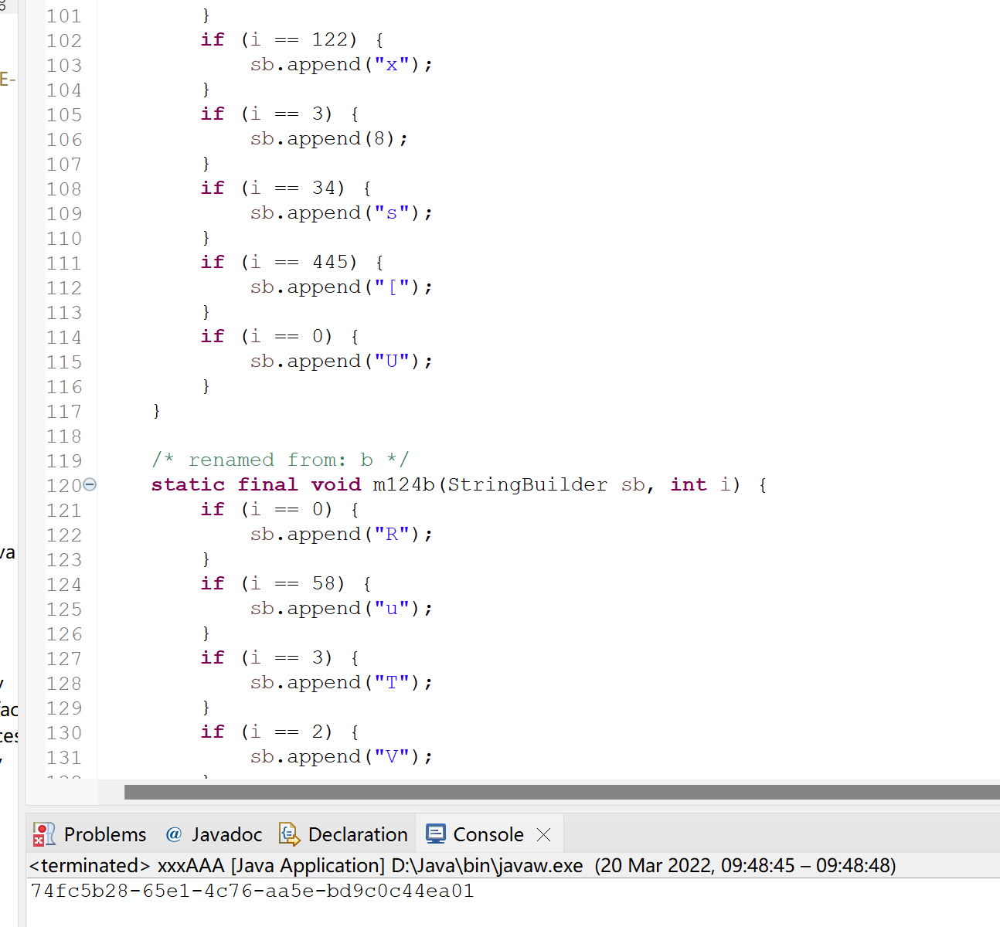 101 }
102 if (i == 122) {
103 sb.append("x");
104 }
105 if (i == 3) {
106 sb.append(8);
107 }
108 if (i == 34) {
109 sb.append("s");
110 }
111 if (i == 445) {
112 sb.append("[");
113 }
114 if (i == 0) {
115 sb.append("U");
116 }
117 }
118
119 /* renamed from: b */
120 static final void m124b(StringBuilder sb, int i) {
121 if (i == 0) {
122 sb.append("R");
123 }
124 if (i == 58) {
125 sb.append("u");
126 }
127 if (i == 3) {
128 sb.append("T");
129 }
130 if (i == 2) {
131 sb.append("V");
Problems @ Javadoc Declaration Console
<terminated> xxxAAA [Java Application] D:\Java\bin\javaw.exe (20 Mar 2022, 09:48:45 – 09:48:48)
74fc5b28-65e1-4c76-aa5e-bd9c0c44ea01